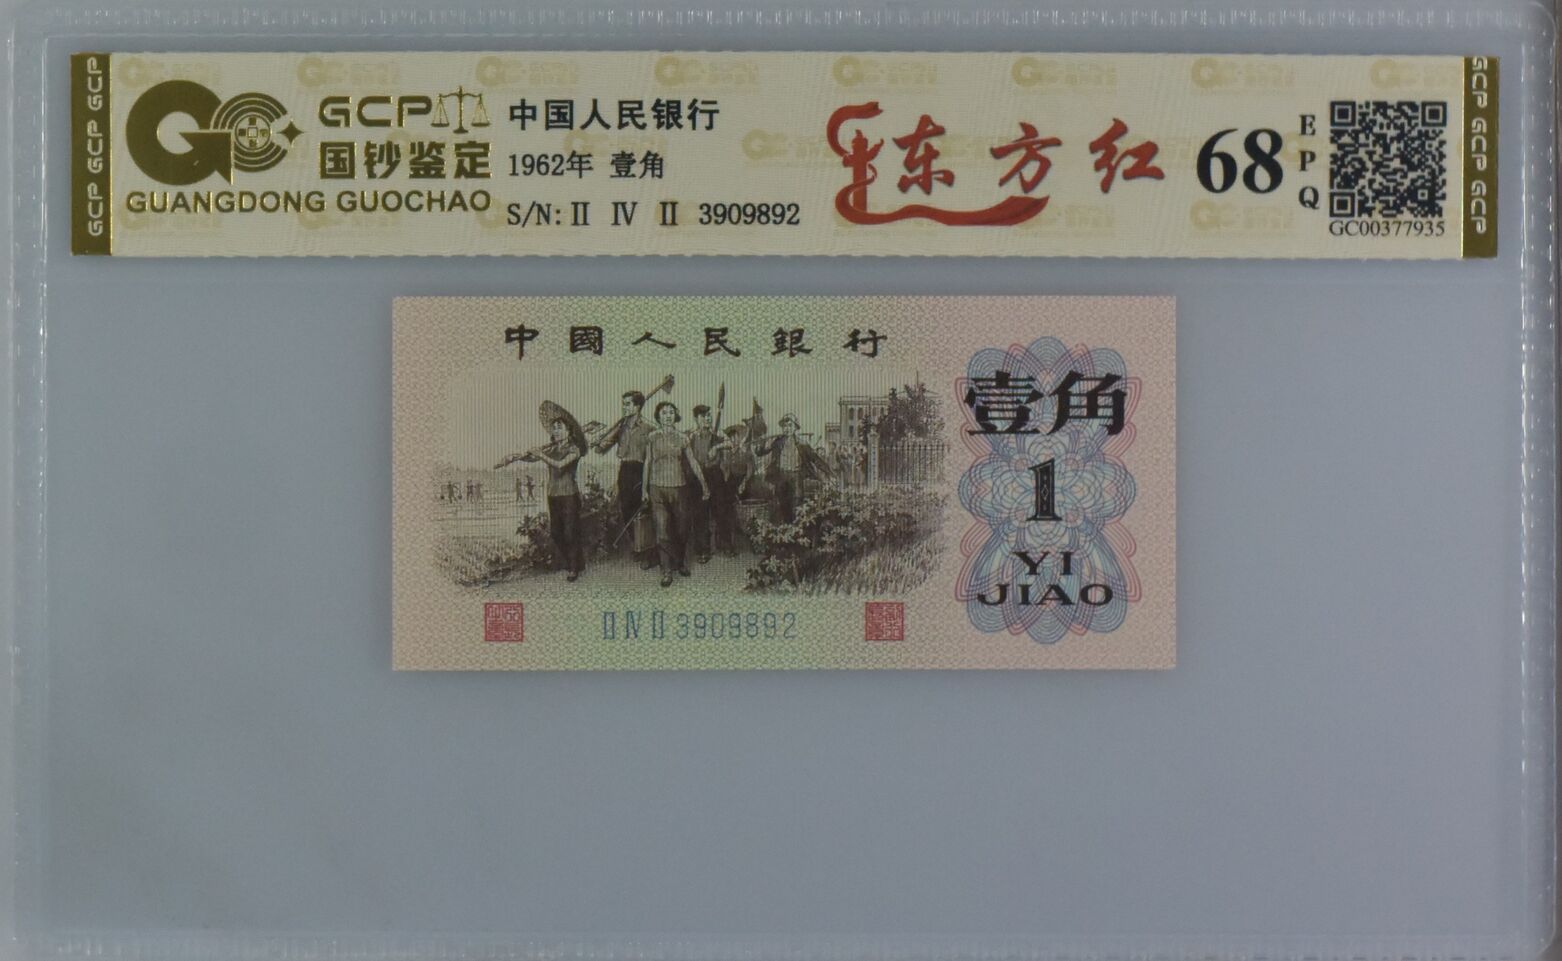 GCP GCP GCP
GCP
国钞鉴定
GUANGDONG GUOCHAO
中国人民银行
1962年 壹角
S/N: II IV II 3909892
东方红
68
EPQ
GC00377935
GCP GCP GCP
中國人民銀行
壹角
1
YI
JIAO
II IV II 3909892